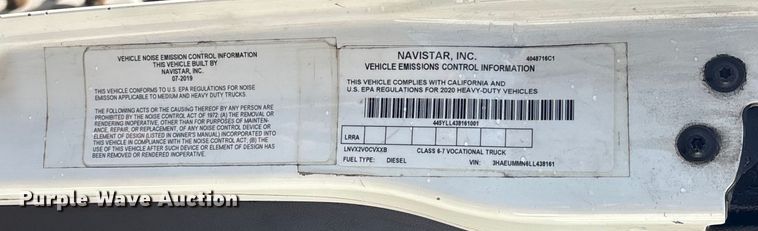 VEHICLE NOISE EMISSION CONTROL INFORMATION
THIS VEHICLE BUILT BY
NAVISTAR, INC.
07-2019
THIS VEHICLE CONFORMS TO U.S. EPA REGULATIONS FOR NOISE
EMISSON APPLICABLE TO MEDIUM AND HEAVY DUTY TRUCKS.
THE FOLLOWING ACTS OR THE CAUSING THEREOF BY ANY PERSON ARE
PROHIBITED BY THE NOISE CONTROL ACT OF 1972 (A) THE REMOVAL OR
RENDERING INOPERATIVE, OTHER THAN FOR PURPOSES OF MAINTEN-
ANCE, REPAIR, OR REPLACEMENT, OF ANY NOISE CONTROL DEVICE OR
ELEMENT OF DESIGN (LISTED IN OWNER'S MANUAL) INCORPORATED
INTO THIS VEHICLE IN COMPLIANCE WITH THE NOISE CONTROL ACT; (B) THE
USE OF THIS VEHICLE AFTER SUCH DEVICE OR ELEMENT OF DESIGN HAS
BEEN REMOVED OR RENDERED INOPERATIVE.
NAVISTAR, INC. 4048716C1
VEHICLE EMISSIONS CONTROL INFORMATION
THIS VEHICLE COMPLIES WITH CALIFORNIA AND
U.S. EPA REGULATIONS FOR 2020 HEAVY-DUTY VEHICLES
445YLL438161001
LRRA
LNVX2VOCVXXB CLASS 6-7 VOCATIONAL TRUCK
FUEL TYPE: DIESEL VIN: 3HAEUMMN6LL438161
Purple Wave Auction